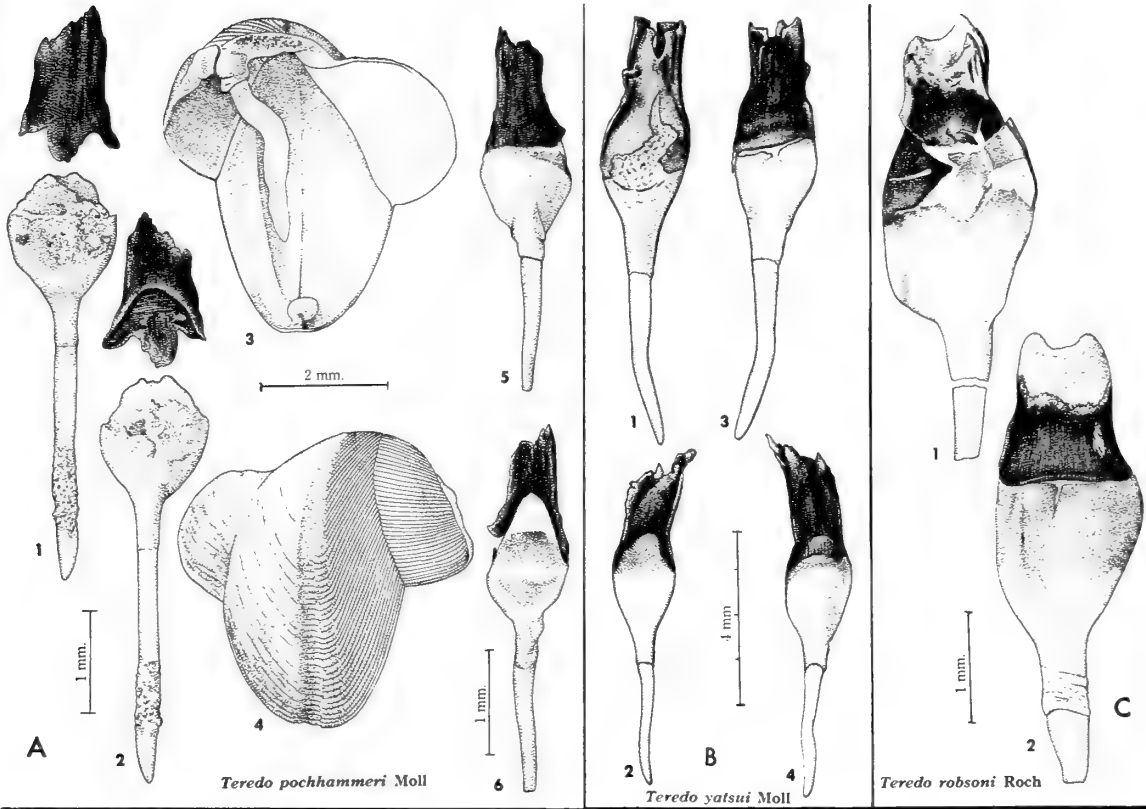 3
2 mm.
5
1
1 mm.
2
4
1 mm.
6
A
Teredo pochhammeri Moll
1
3
4 mm
2
B
4
Teredo yatsui Moll
1
1 mm.
C
2
Teredo robsoni Roch